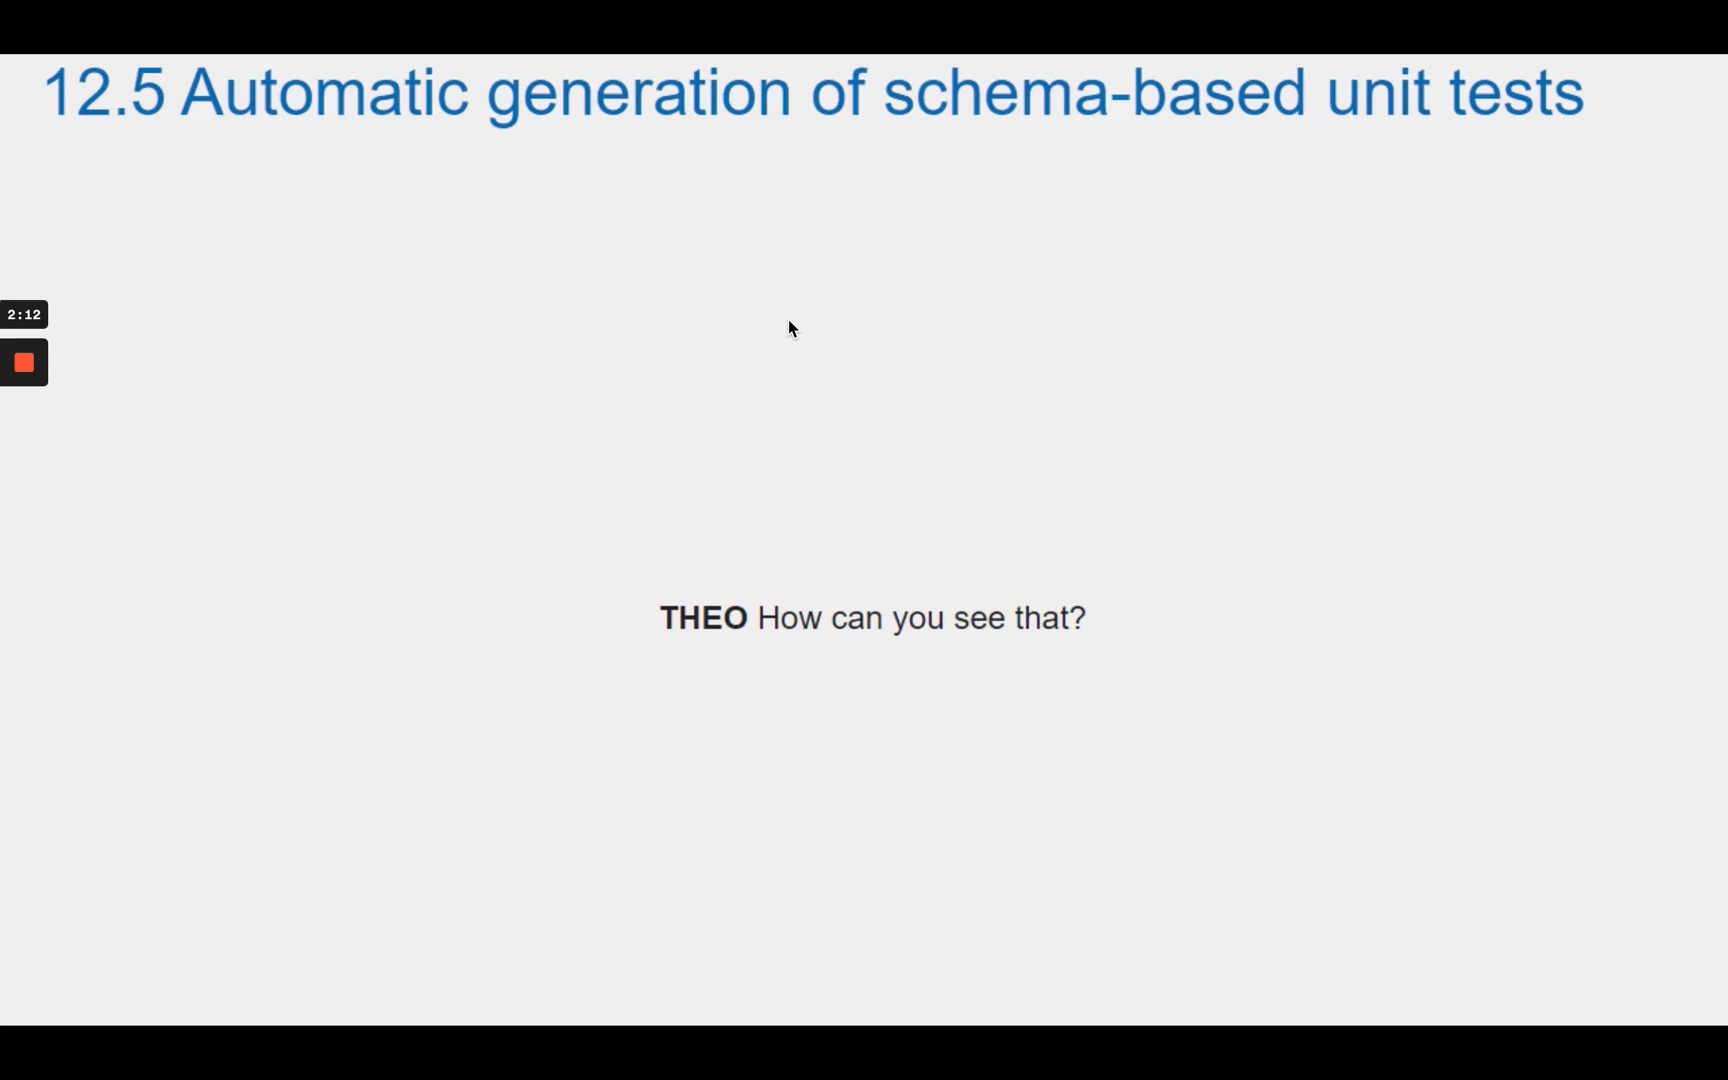 12.5 Automatic generation of schema-based unit tests
2:12
THEO How can you see that?